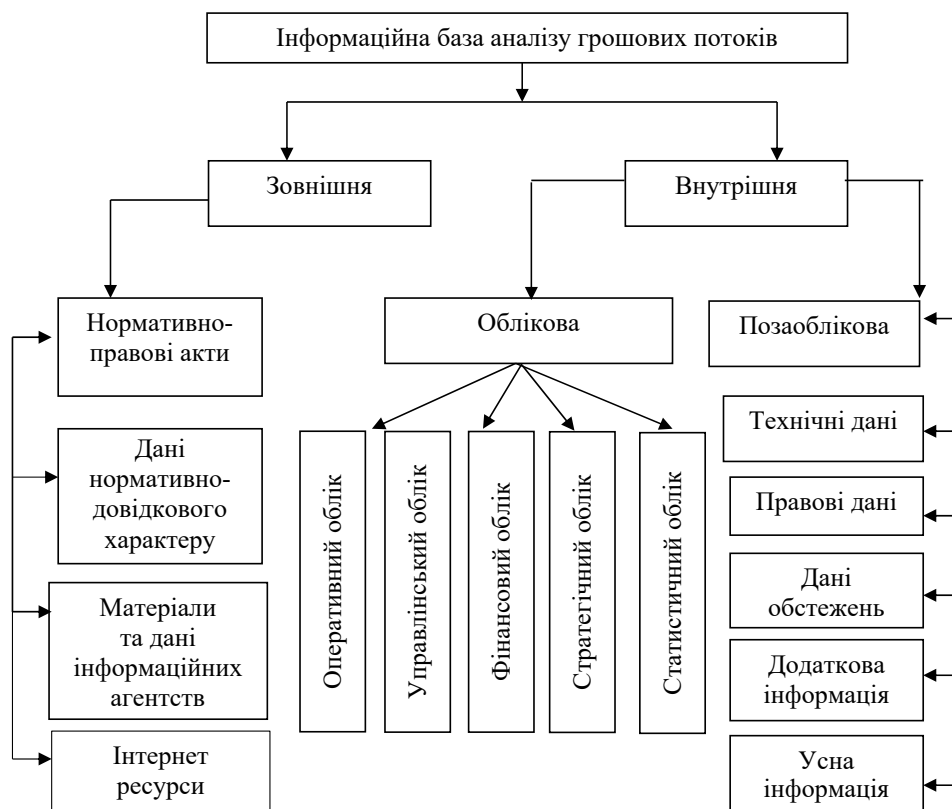 Інформаційна база аналізу грошових потоків
Зовнішня
Внутрішня
Нормативно-
правові акти
Дані
нормативно-
довідкового
характеру
Матеріали
та дані
інформаційних
агентств
Інтернет
ресурси
Облікова
Оперативний облік
Управлінський облік
Фінансовий облік
Стратегічний облік
Статистичний облік
Позаоблікова
Технічні дані
Правові дані
Дані
обстежень
Додаткова
інформація
Усна
інформація